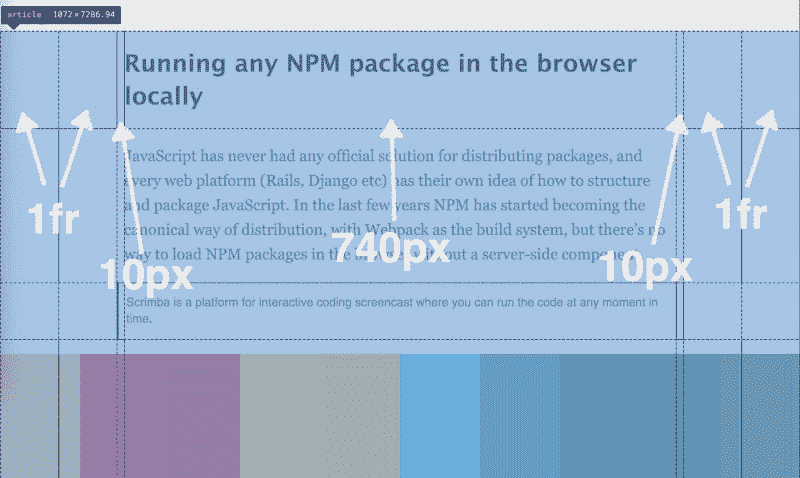 article 1072 × 7286.94
Running any NPM package in the browser
locally
JavaScript has never had any official solution for distributing packages, and
every web platform (Rails, Django etc) has their own idea of how to structure
and package JavaScript. In the last few years NPM has started becoming the
canonical way of distribution, with Webpack as the build system, but there's no
way to load NPM packages in the browser without a server-side component.
1fr
10px
740px
10px
1fr
Scrimba is a platform for interactive coding screencast where you can run the code at any moment in
time.